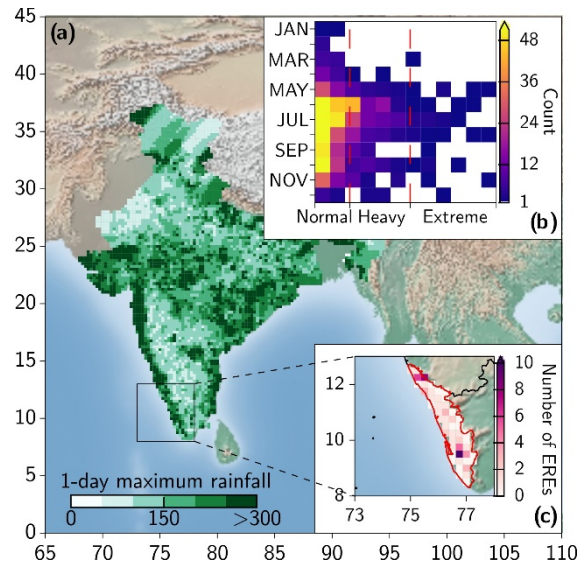 45
40
35
30
25
20
15
10
5
0
65 70 75 80 85 90 95 100 105 110
(a)
1-day maximum rainfall
0 150 >300
JAN
MAR
MAY
JUL
SEP
NOV
Normal Heavy Extreme
48
36
24
12
1
Count
(b)
12
10
8
73 75 77
10
8
6
4
2
0
Number of EREs
(c)